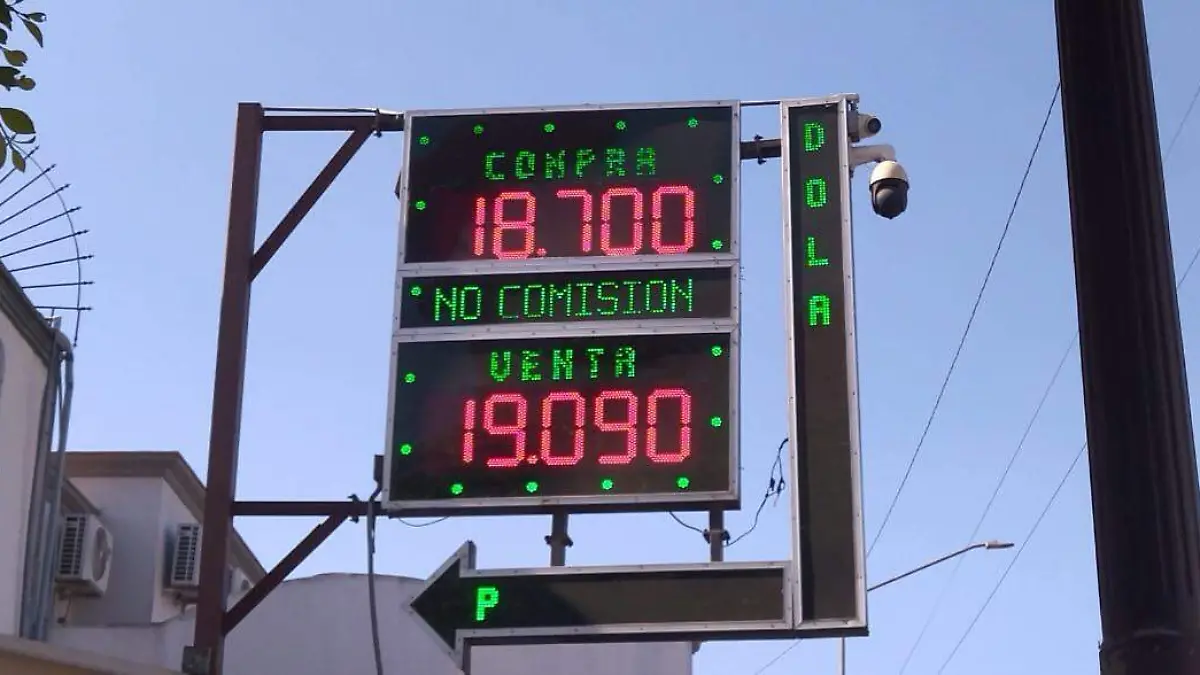 COMPRA
18.700
NO COMISION
VENTA
19.090
DOLA
P